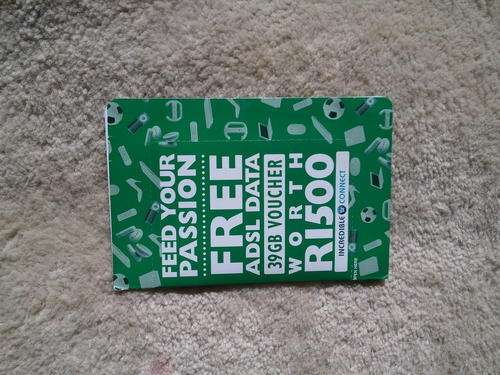 FEED YOUR
PASSION
FREE
ADSL DATA
39GB VOUCHER
WORTH
R1500
INCREDIBLE CONNECT